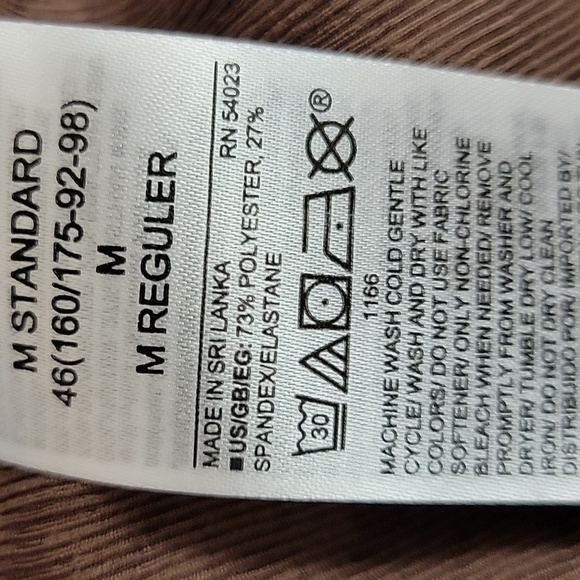 M STANDARD
46(160/175-92-98)
M
M REGULER
MADE IN SRI LANKA RN 54023
■US/GB/EG: 73% POLYESTER, 27%
SPANDEX/ELASTANE
30 ®
1166
MACHINE WASH COLD GENTLE
CYCLE/ WASH AND DRY WITH LIKE
COLORS/ DO NOT USE FABRIC
SOFTENER/ ONLY NON-CHLORINE
BLEACH WHEN NEEDED/ REMOVE
PROMPTLY FROM WASHER AND
DRYER/ TUMBLE DRY LOW/ COOL
IRON/ DO NOT DRY CLEAN
DISTRIBUIDO POR/ IMPORTED BY/